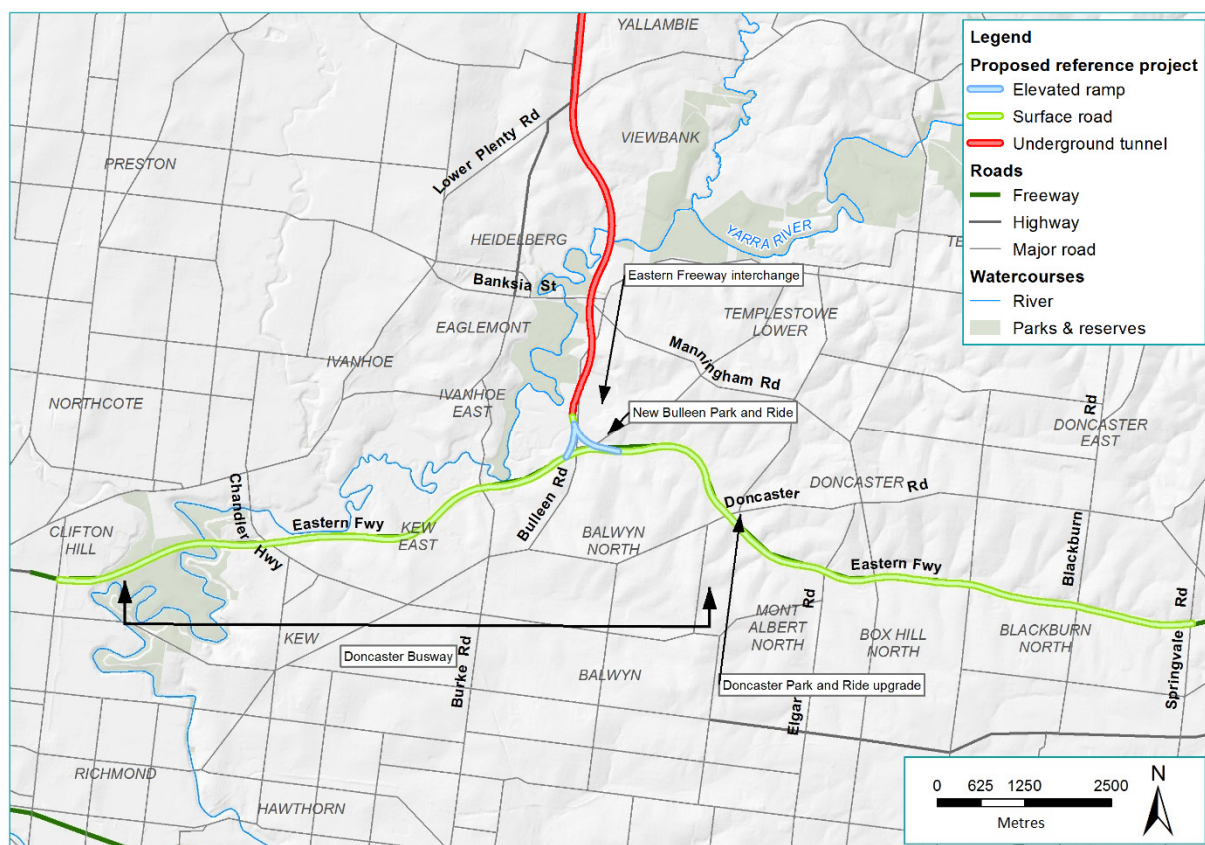 YALLAMBIE
Legend
Proposed reference project
Elevated ramp
Surface road
Underground tunnel
Roads
Freeway
Highway
Major road
Watercourses
River
Parks & reserves
Lower Plenty Rd
VIEWBANK
PRESTON
YARRA RIVER
HEIDELBERG
TE
Banksia St
Eastern Freeway interchange
EAGLEMONT
TEMPLESTOWE
LOWER
IVANHOE
Manningham Rd
NORTHCOTE
IVANHOE
EAST
New Bulleen Park and Ride
DONCASTER
EAST
Rd
Chandler Hwy
Bulleen Rd
Doncaster Rd
DONCASTER
CLIFTON
HILL
Eastern Fwy
KEW
EAST
BALWYN
NORTH
Blackburn
Eastern Fwy
Rd
MONT
ALBERT
NORTH
BOX HILL
NORTH
BLACKBURN
NORTH
Springvale Rd
KEW
Doncaster Busway
Burke Rd
BALWYN
Doncaster Park and Ride upgrade
Elgar
RICHMOND
HAWTHORN
0 625 1250 2500
Metres
N